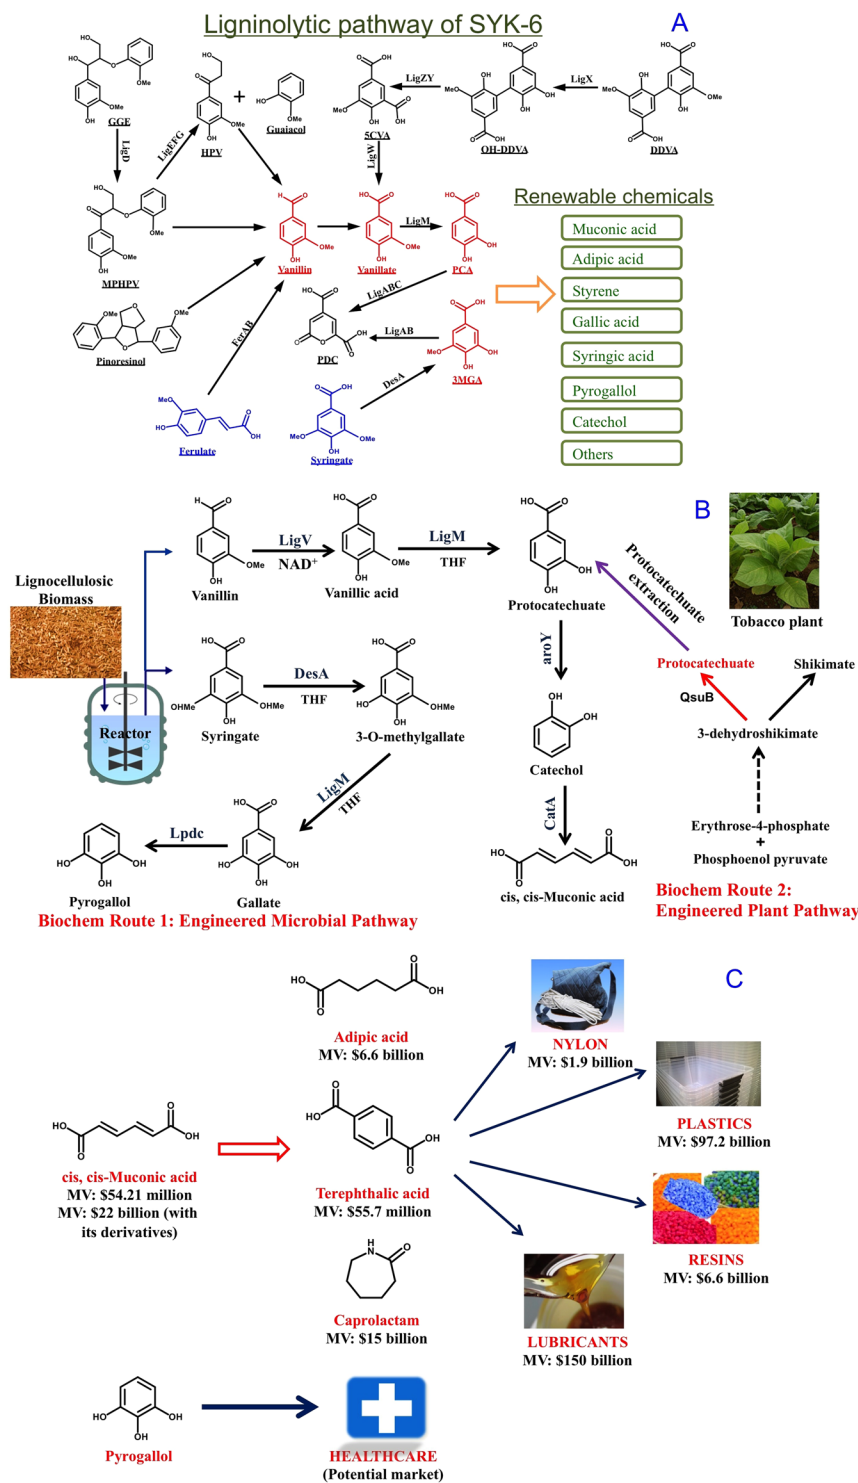 Ligninolytic pathway of SYK-6
A
GGE
LigD
LigEFG
HPV
+
Guaiacol
5CVA
LigZY
OH-DDVA
LigX
DDVA
LigW
MPHPV
Vanillin
Vanillate
LigM
PCA
LigABC
Pinoresinol
FerAB
PDC
LigAB
3MGA
DesA
Ferulate
Syringate
Renewable chemicals
Muconic acid
Adipic acid
Styrene
Gallic acid
Syringic acid
Pyrogallol
Catechol
Others
B
Lignocellulosic
Biomass
Reactor
Vanillin
LigV
NAD+
Vanillic acid
LigM
THF
Protocatechuate
Protocatechuate
extraction
Tobacco plant
Syringate
DesA
THF
3-O-methylgallate
aroY
Catechol
CatA
cis, cis-Muconic acid
LigM
THF
Gallate
Lpdc
Pyrogallol
Biochem Route 1: Engineered Microbial Pathway
Protocatechuate
Shikimate
QsuB
3-dehydroshikimate
Erythrose-4-phosphate
+
Phosphoenol pyruvate
Biochem Route 2:
Engineered Plant Pathway
C
Adipic acid
MV: $6.6 billion
NYLON
MV: $1.9 billion
PLASTICS
MV: $97.2 billion
cis, cis-Muconic acid
MV: $54.21 million
MV: $22 billion (with
its derivatives)
Terephthalic acid
MV: $55.7 million
RESINS
MV: $6.6 billion
Caprolactam
MV: $15 billion
LUBRICANTS
MV: $150 billion
Pyrogallol
HEALTHCARE
(Potential market)